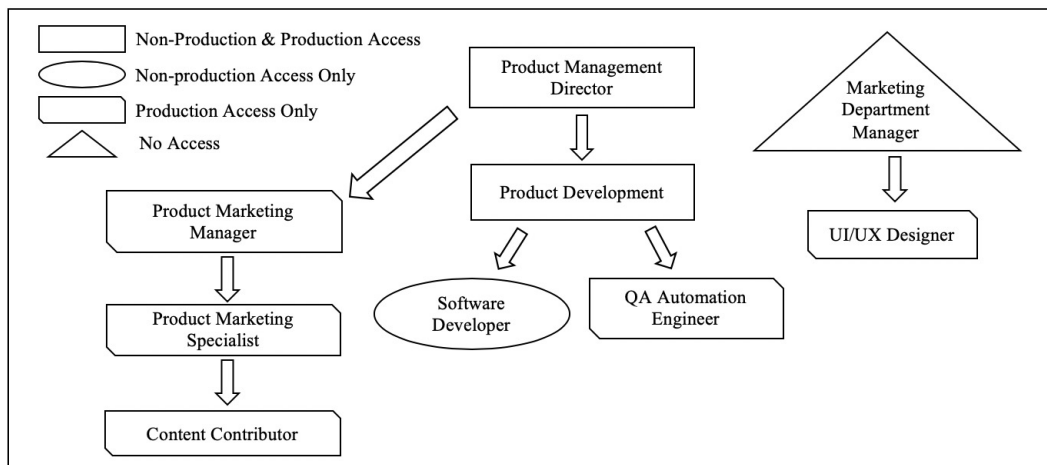 Non-Production & Production Access
Non-production Access Only
Production Access Only
No Access
Product Management
Director
Marketing
Department
Manager
Product Development
Product Marketing
Manager
UI/UX Designer
Software
Developer
QA Automation
Engineer
Product Marketing
Specialist
Content Contributor